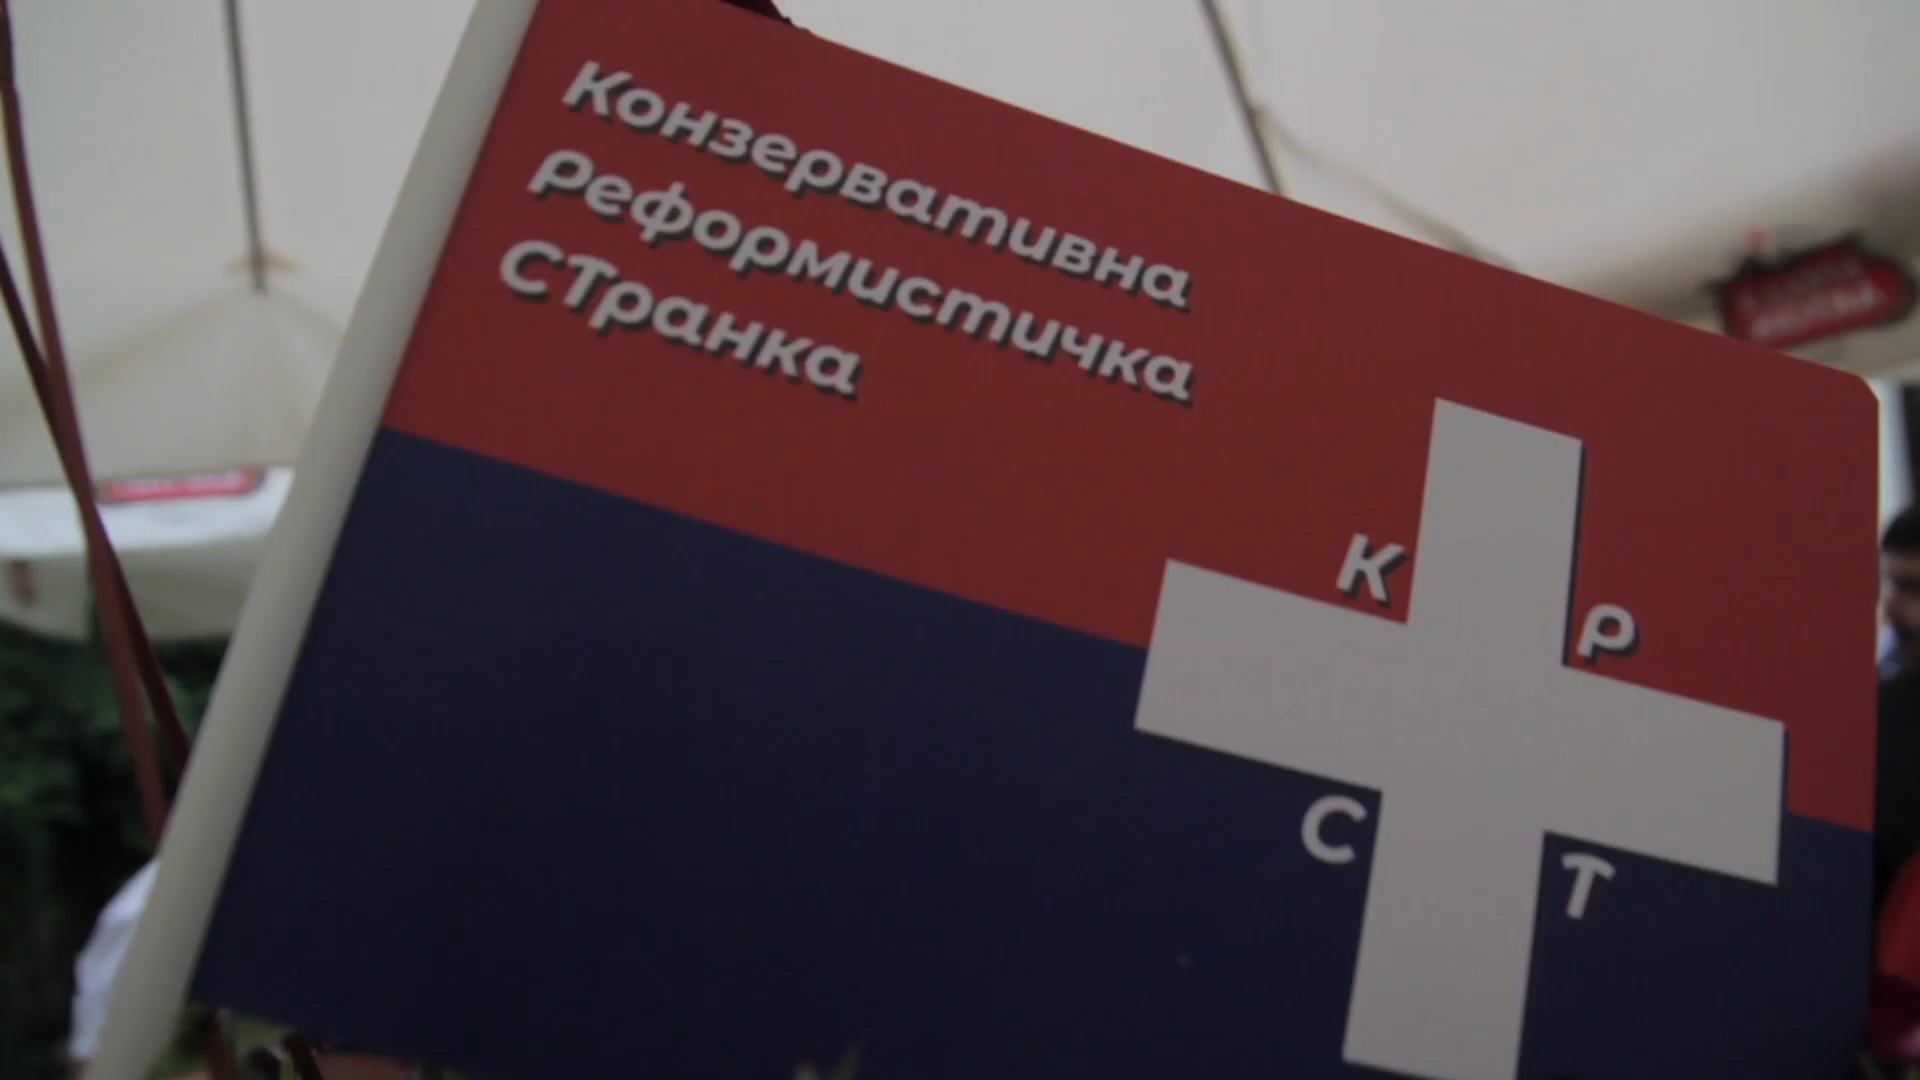 Конзервативна
Реформистичка
СТранка
К
Р
С
Т